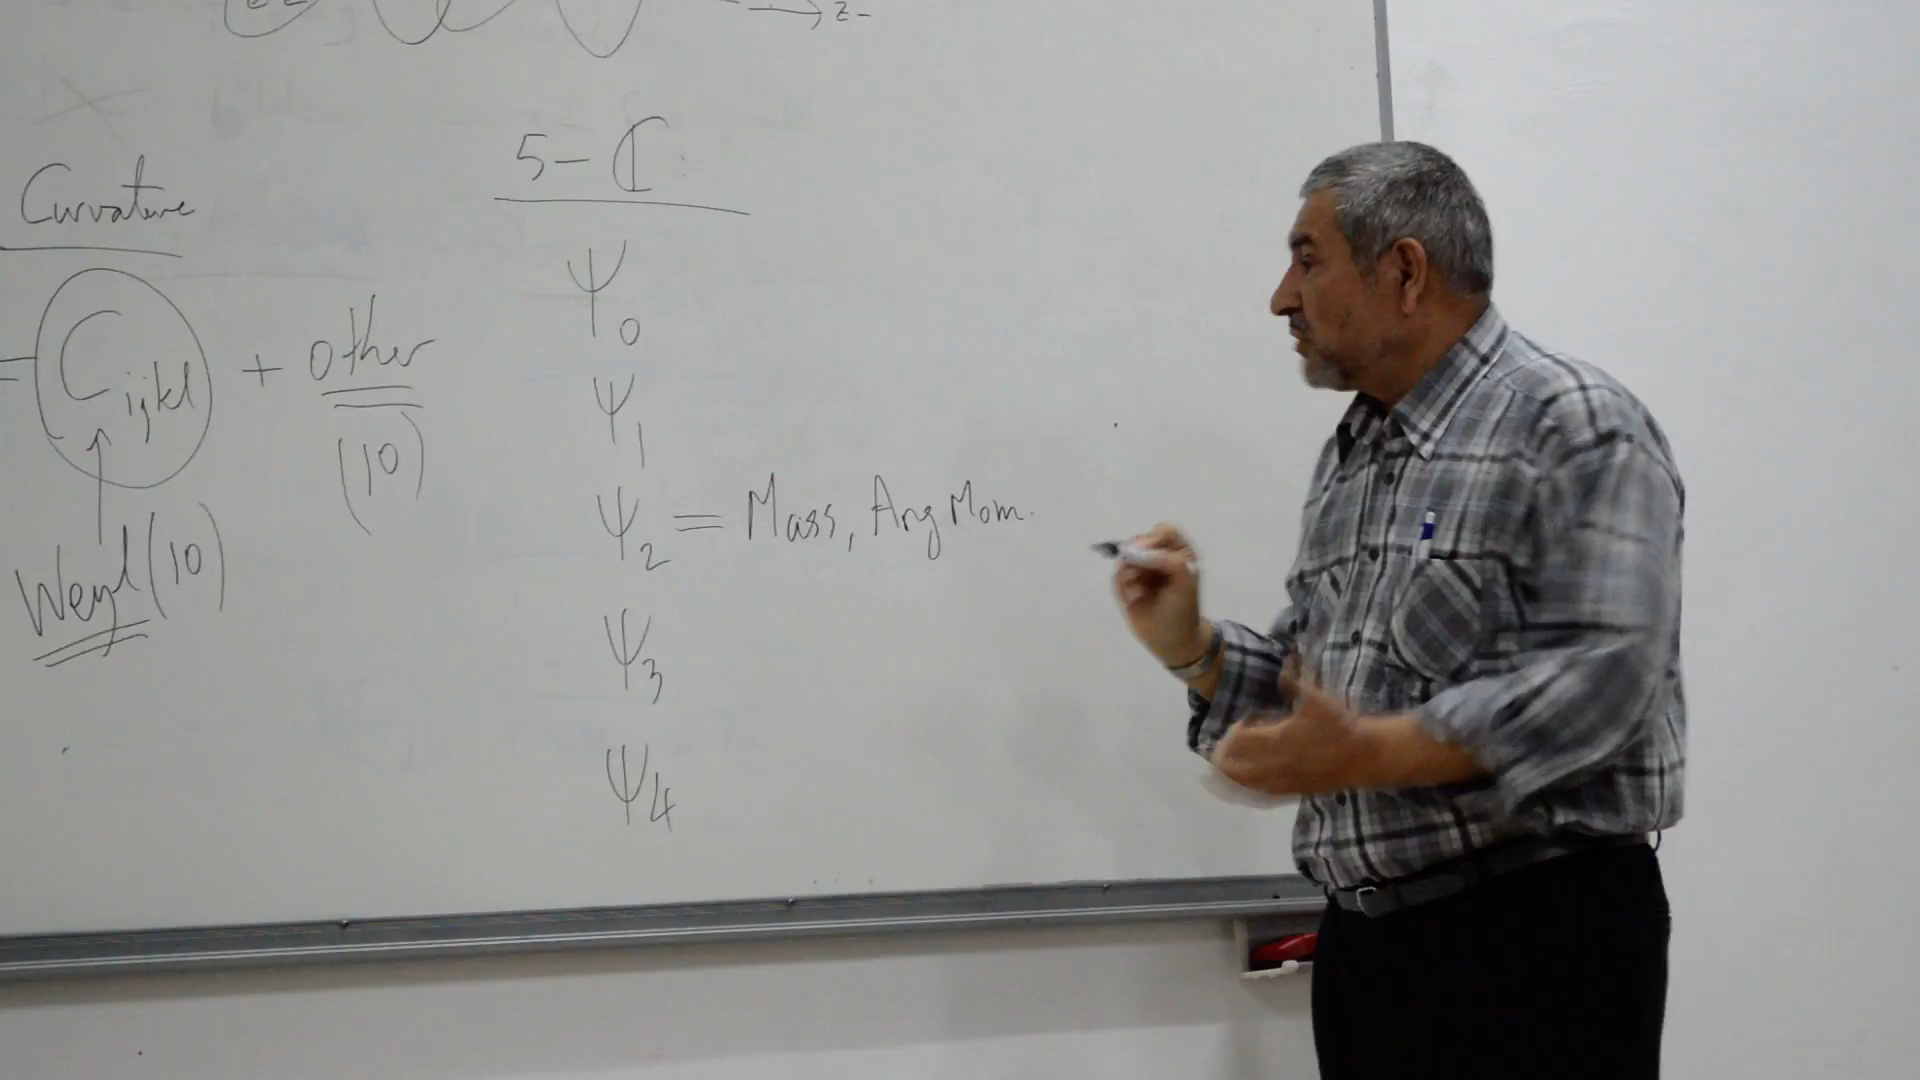 z-
Curvature
= C ijkl + other
(10)
Weyl (10)
5 - ℂ
Ψ0
Ψ1
Ψ2 = Mass, Ang Mom.
Ψ3
Ψ4